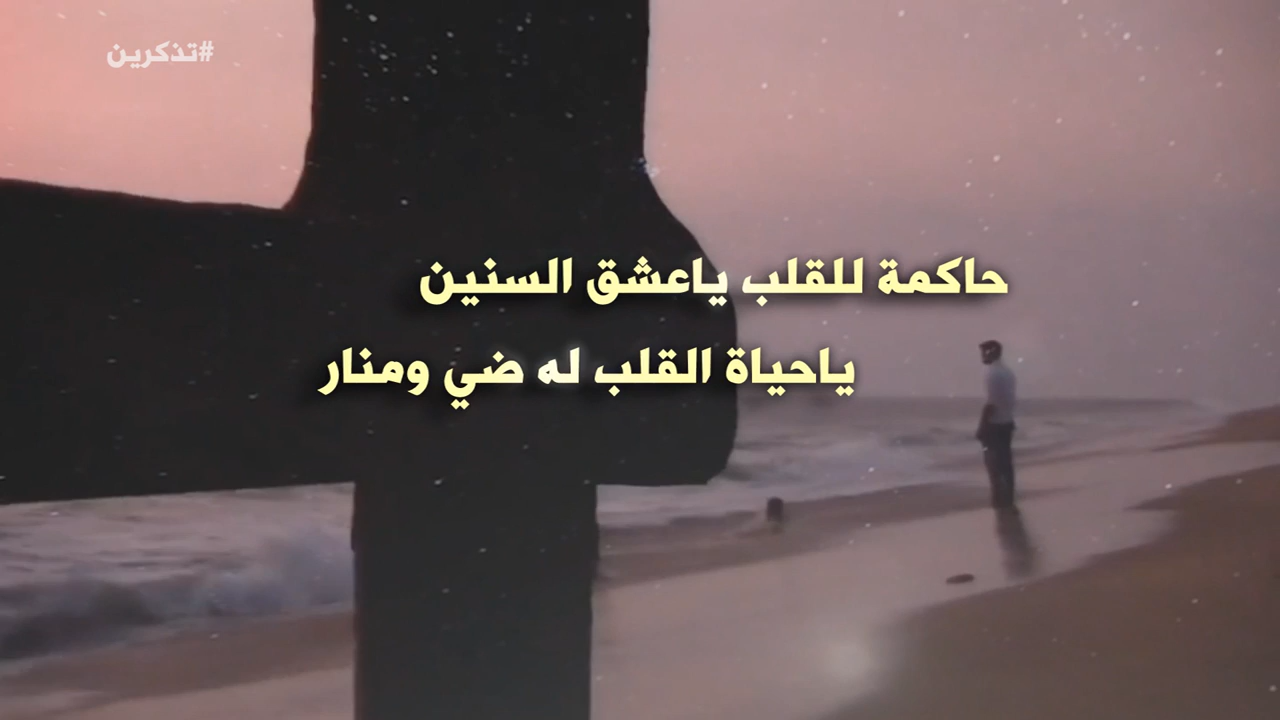 #تذكرين
حاكمة للقلب ياعشق السنين
ياحياة القلب له ضي ومنار